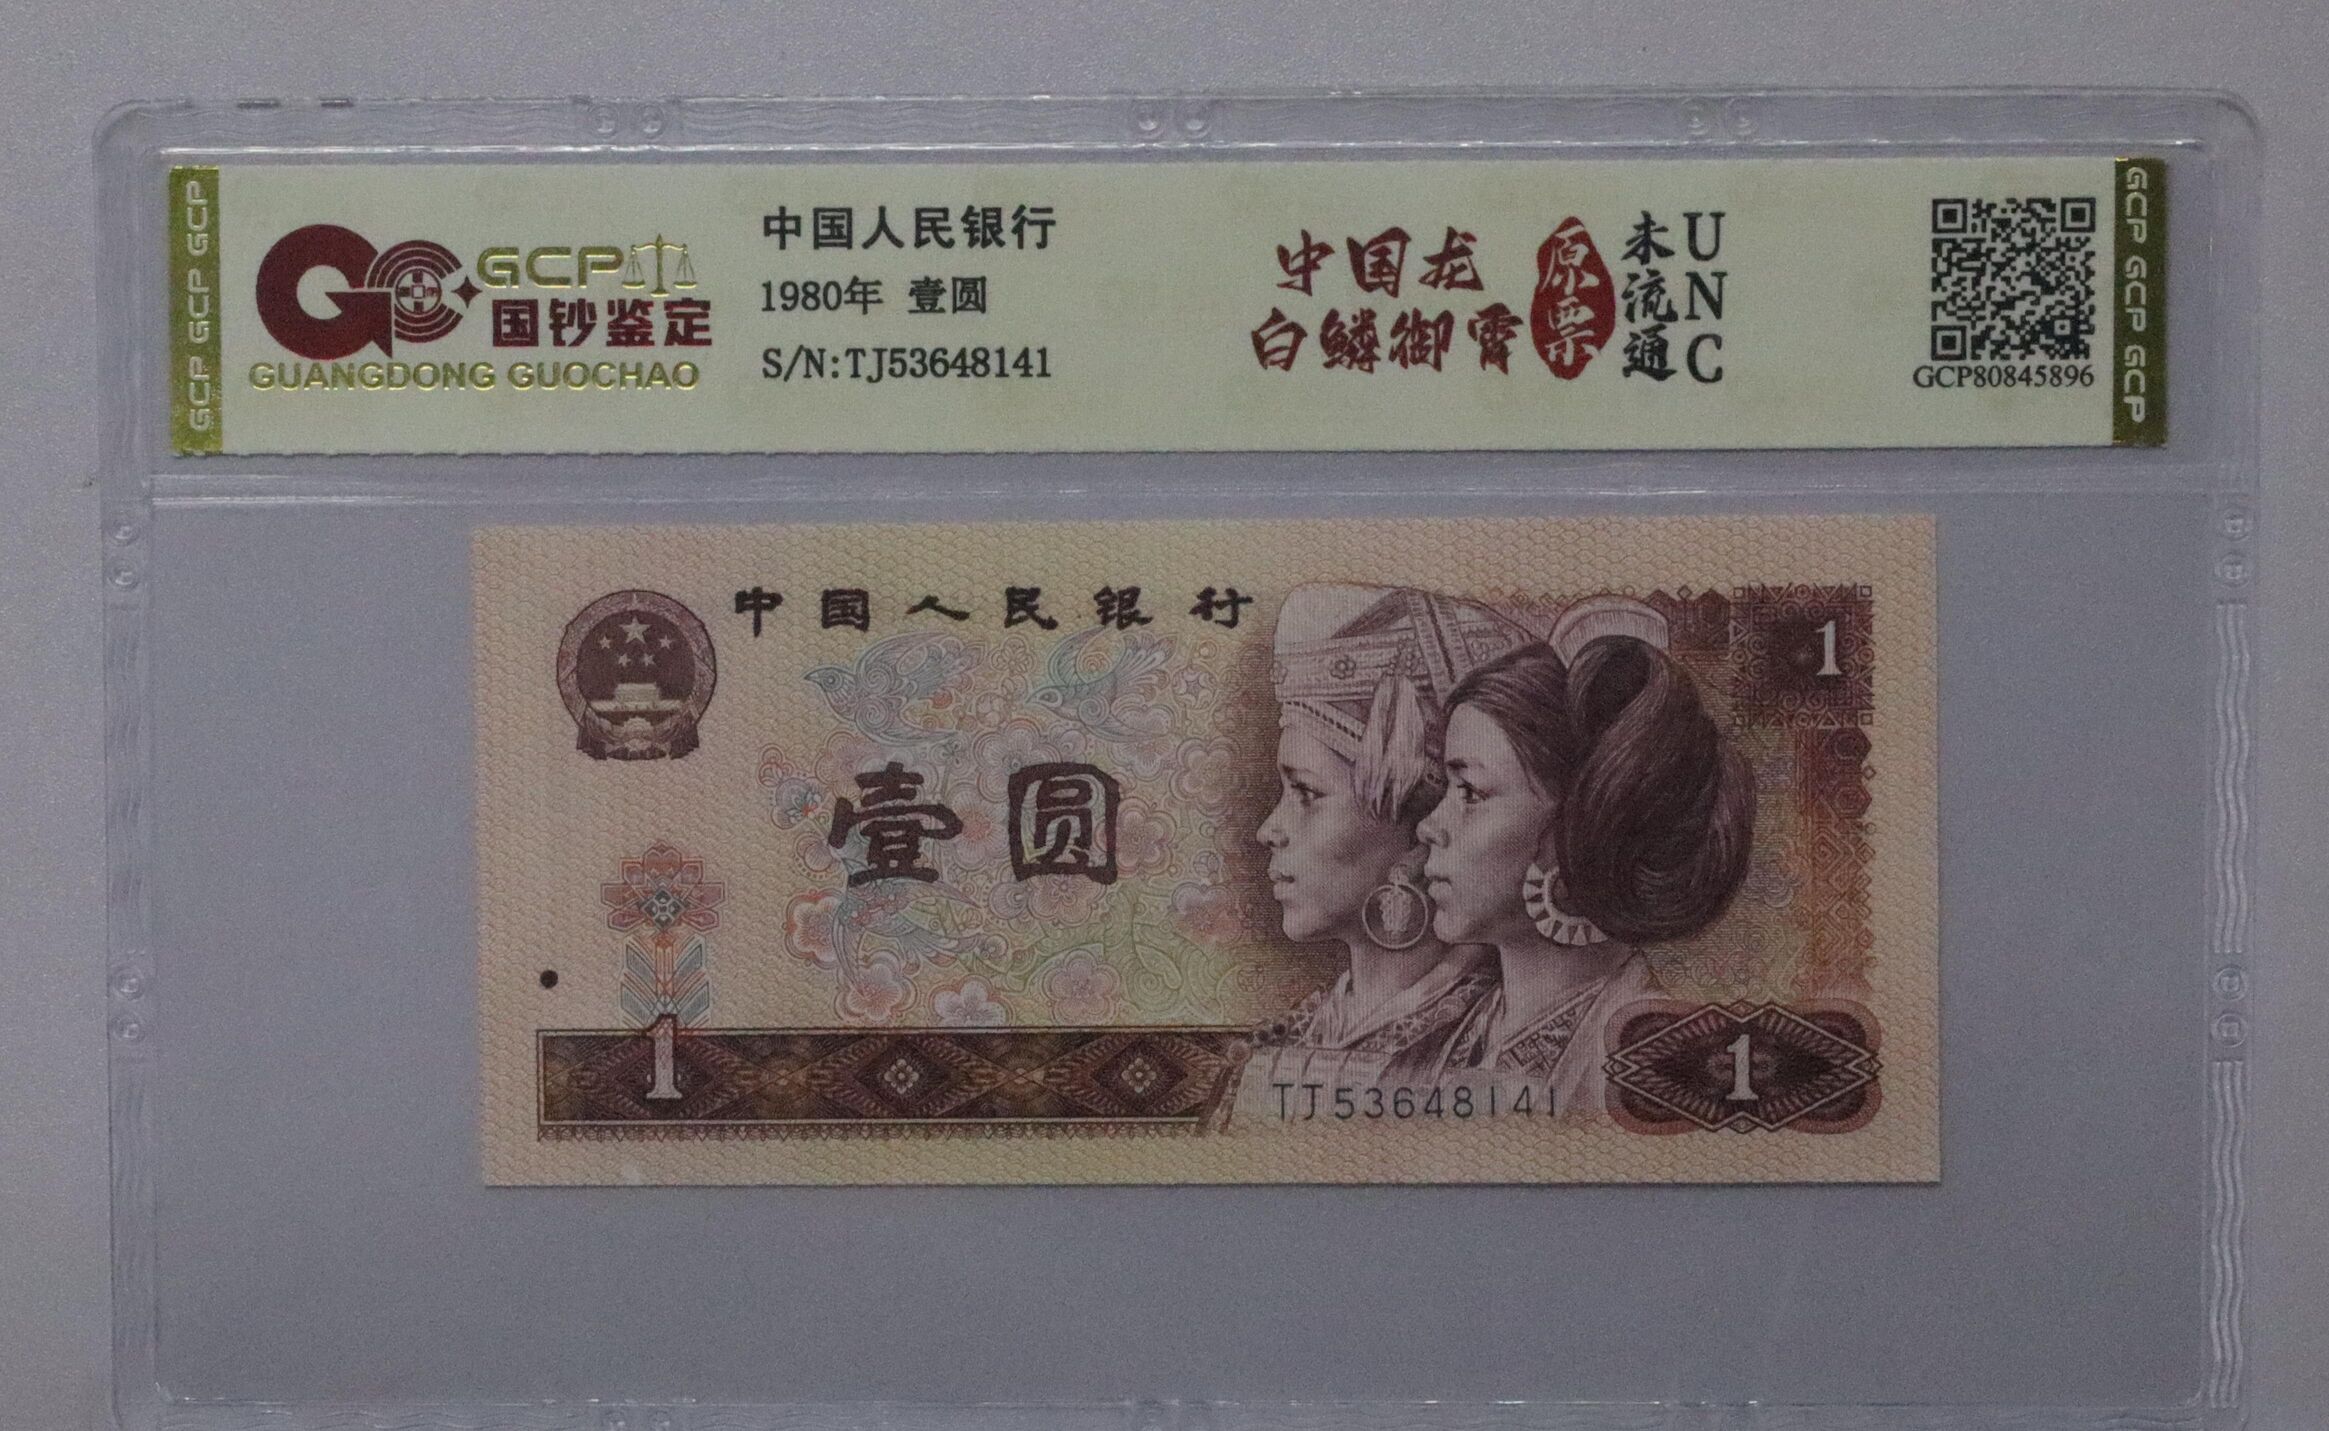 GCP GCP GCP
GCP
国钞鉴定
GUANGDONG GUOCHAO
中国人民银行
1980年 壹圆
S/N:TJ53648141
中国龙
白鳞御霄
原票
未流通
UNC
GCP80845896
GCP GCP GCP
中国人民银行
1
壹圆
1
1
TJ53648141